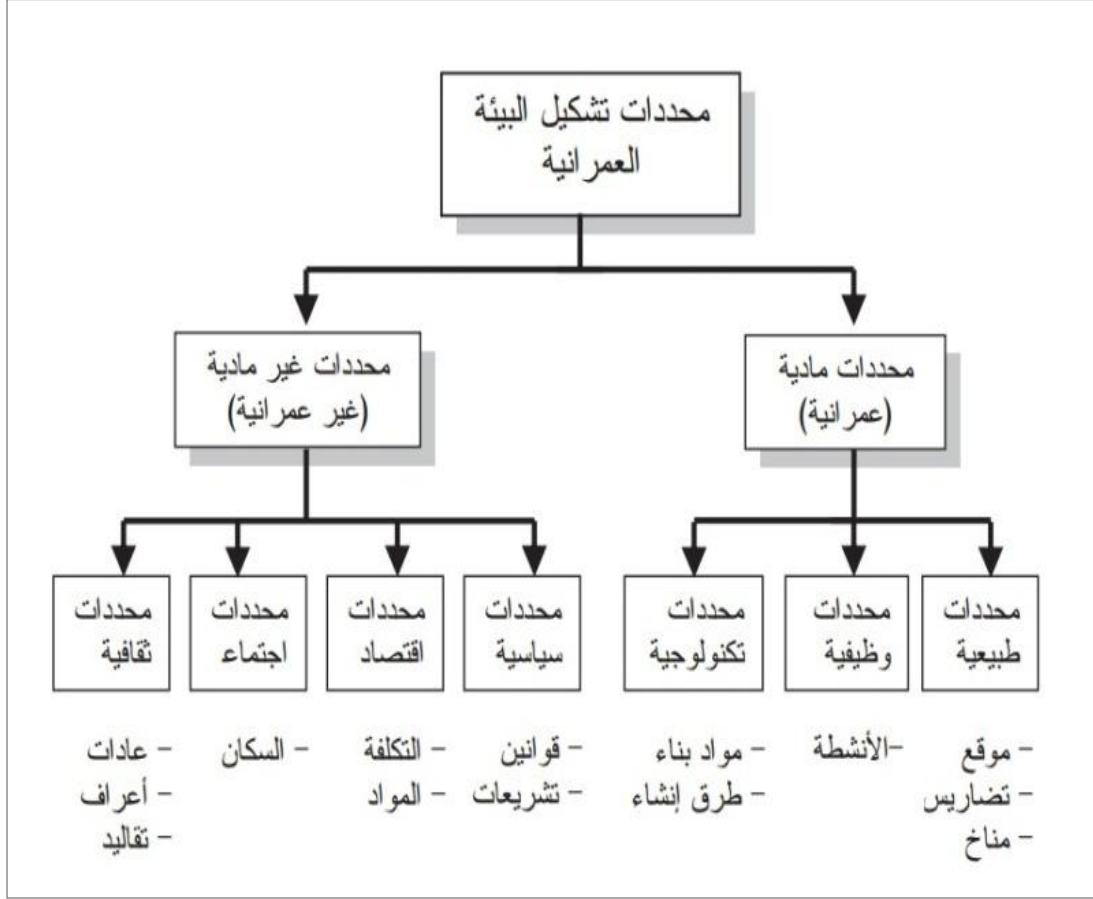 محددات تشكيل البيئة
العمرانية
محددات مادية
(عمرانية)
محددات غير مادية
(غير عمرانية)
محددات
طبيعية
محددات
وظيفية
محددات
تكنولوجية
محددات
سياسية
محددات
اقتصاد
محددات
اجتماع
محددات
ثقافية
- موقع
- تضاريس
- مناخ
-الأنشطة
- مواد بناء
- طرق إنشاء
- قوانين
- تشريعات
- التكلفة
- المواد
- السكان
- عادات
- أعراف
- تقاليد